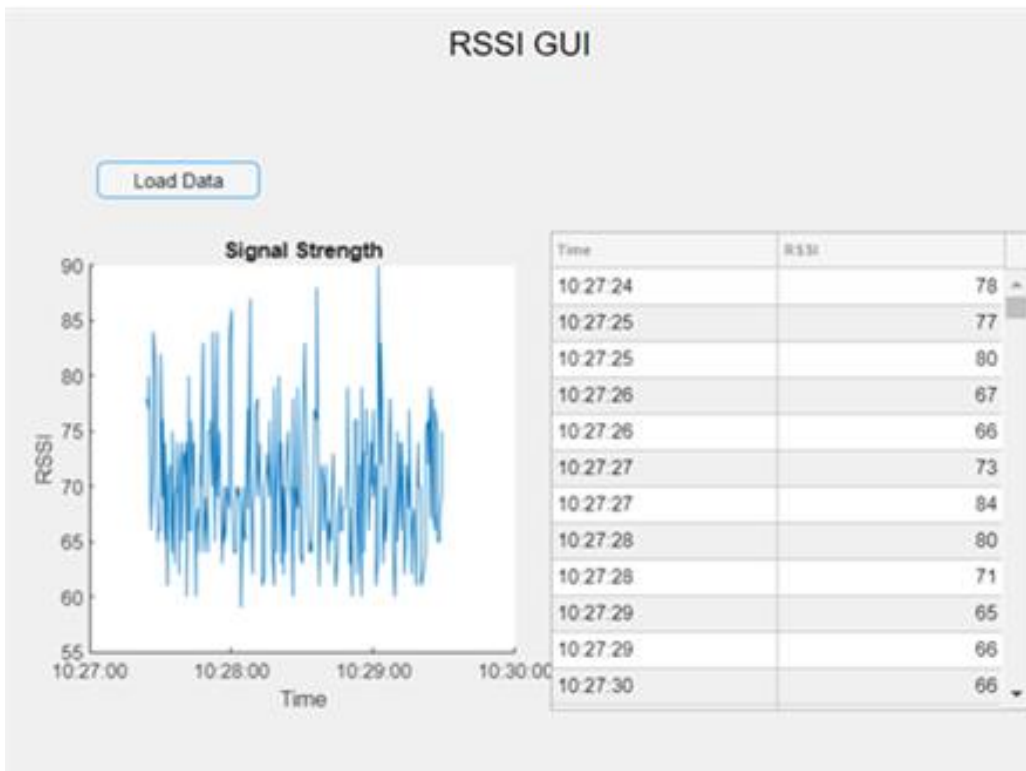 RSSI GUI
Load Data
Signal Strength
90
85
80
75
70
65
60
55
RSSI
10:27:00 10:28:00 10:29:00 10:30:00
Time
Time RSSI
10:27:24 78
10:27:25 77
10:27:25 80
10:27:26 67
10:27:26 66
10:27:27 73
10:27:27 84
10:27:28 80
10:27:28 71
10:27:29 65
10:27:29 66
10:27:30 66